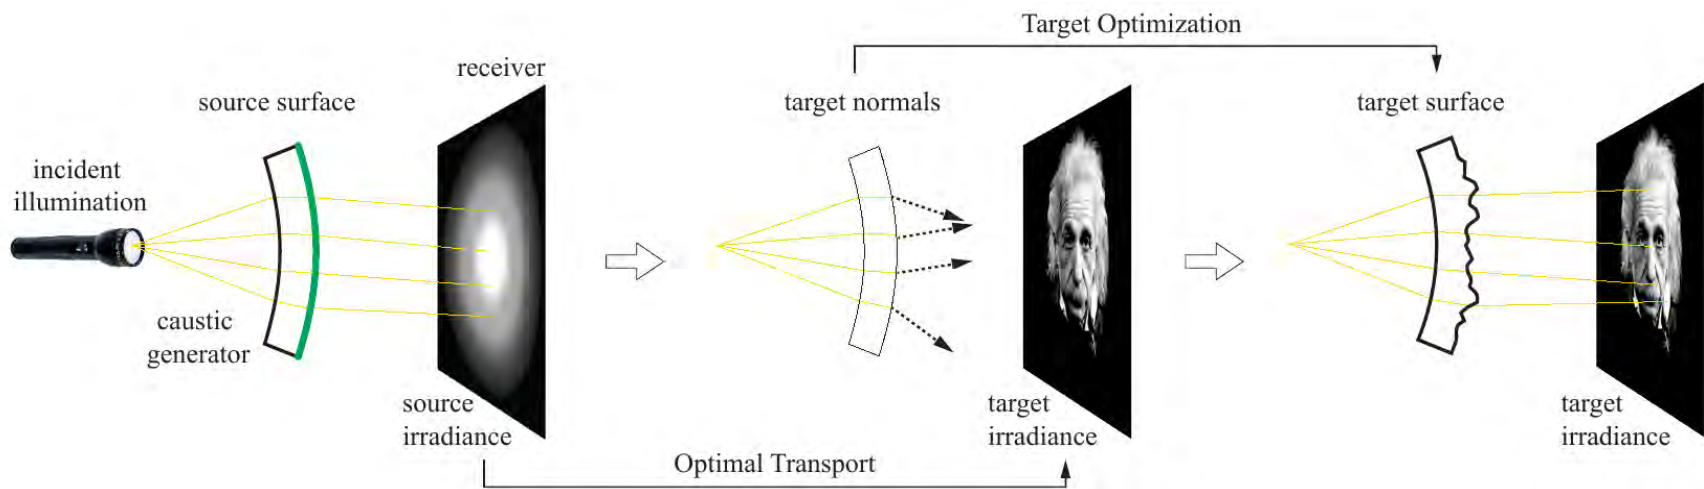 Target Optimization
receiver
source surface
target normals
target surface
incident
illumination
caustic
generator
source
irradiance
target
irradiance
target
irradiance
Optimal Transport